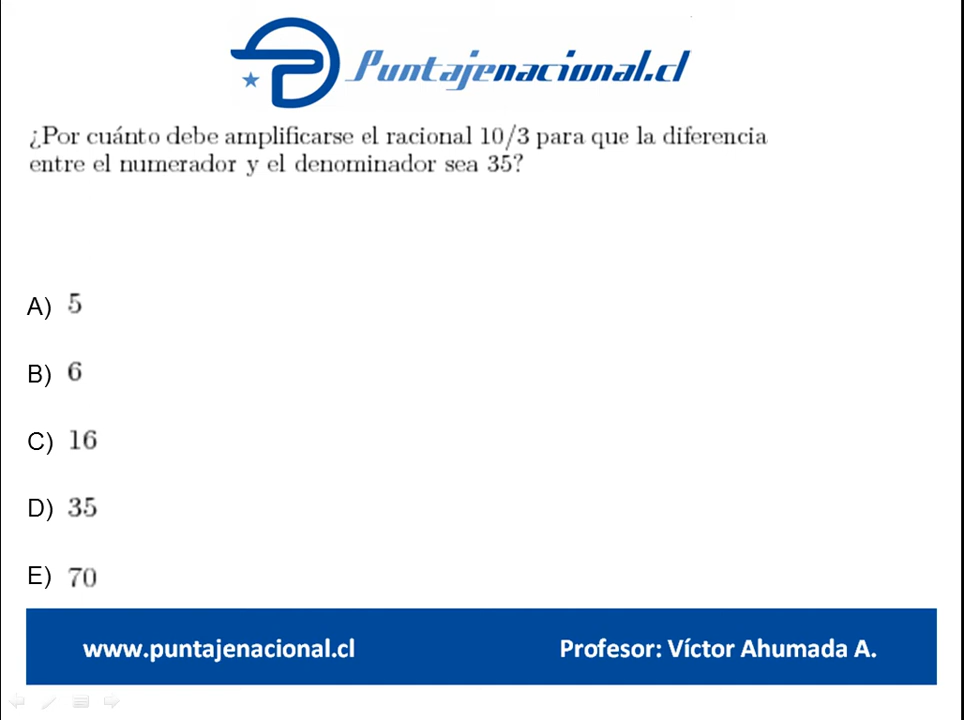 Puntajenacional.cl
¿Por cuánto debe amplificarse el racional 10/3 para que la diferencia
entre el numerador y el denominador sea 35?
A) 5
B) 6
C) 16
D) 35
E) 70
www.puntajenacional.cl Profesor: Víctor Ahumada A.